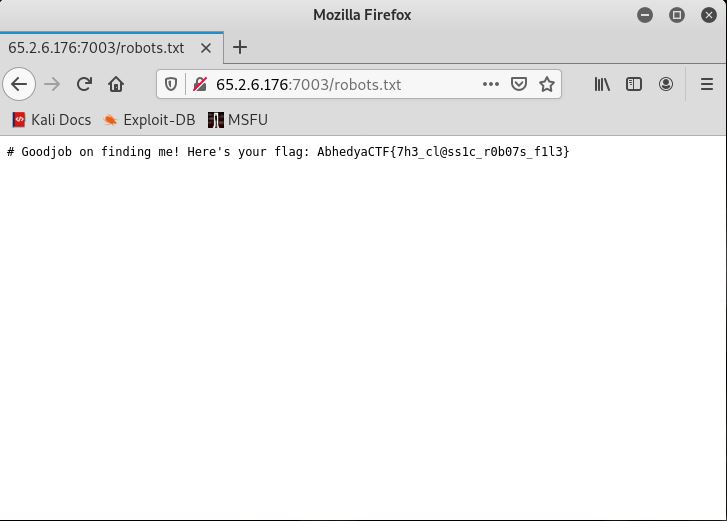 Mozilla Firefox
65.2.6.176:7003/robots.txt
65.2.6.176:7003/robots.txt
Kali Docs Exploit-DB MSFU
# Goodjob on finding me! Here's your flag: AbhedyaCTF{7h3_cl@ss1c_r0b07s_f1l3}